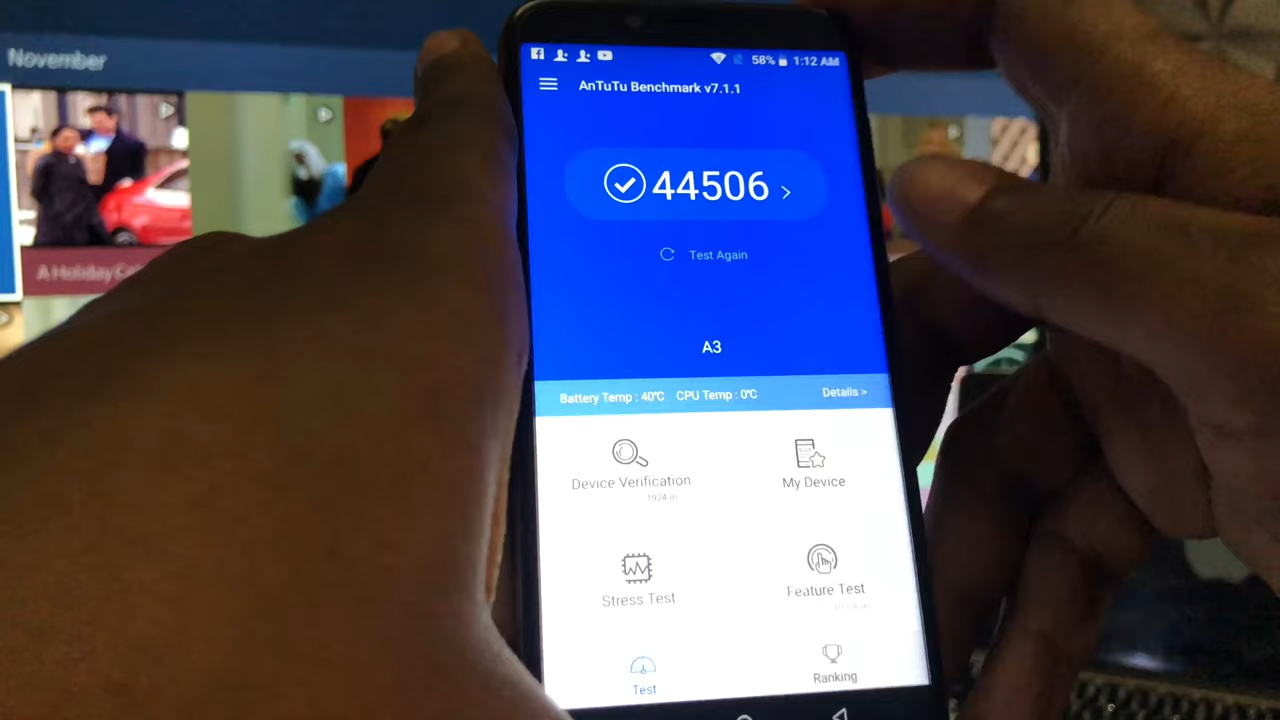 November
58% 1:12 AM
AnTuTu Benchmark v7.1.1
44506 >
Test Again
A3
Battery Temp : 40°C CPU Temp : 0°C Details >
Device Verification
My Device
Stress Test
Feature Test
Test
Ranking
A Holiday